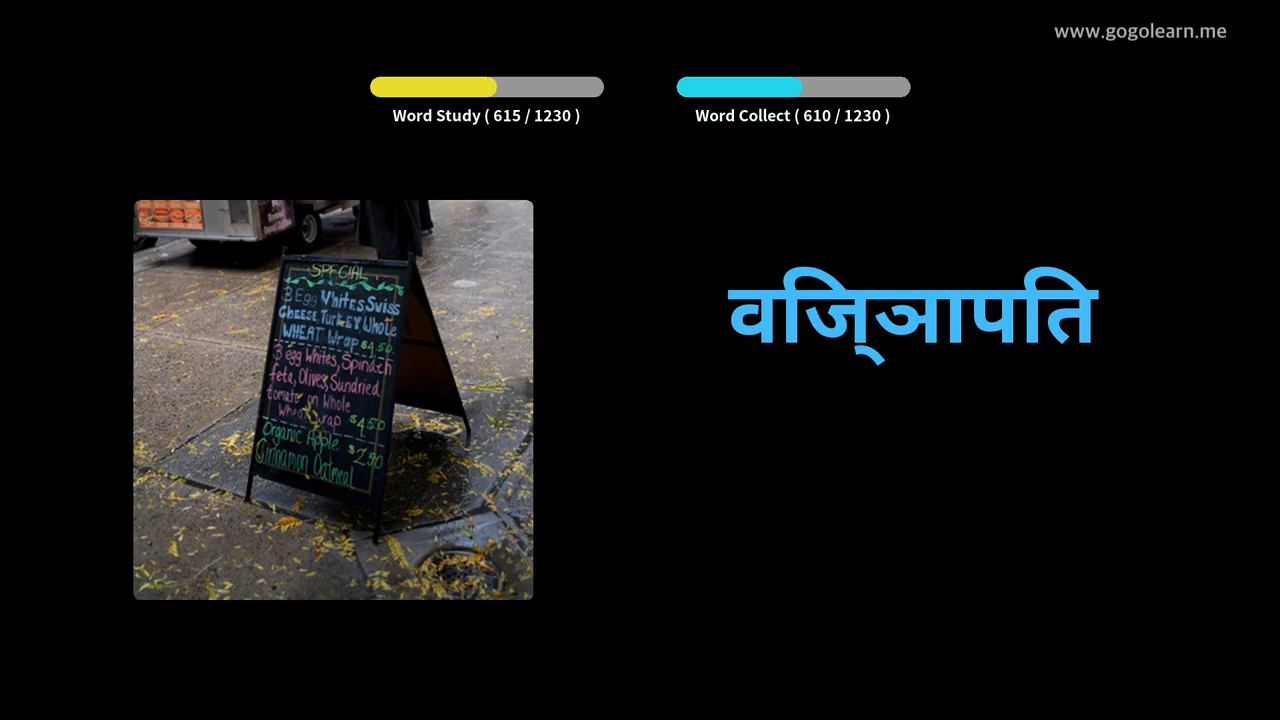 www.gogolearn.me
Word Study ( 615 / 1230 )
Word Collect ( 610 / 1230 )
वजि्ञापति
SPECIAL
3 Egg Whites, Swiss
Cheese, Turkey Whole
WHEAT Wrap $4.50
3 egg Whites, Spinach
feta, Olives, Sundried
tomato on Whole
Wheat Wrap $4.50
Organic Apple
Cinnamon Oatmeal $2.50